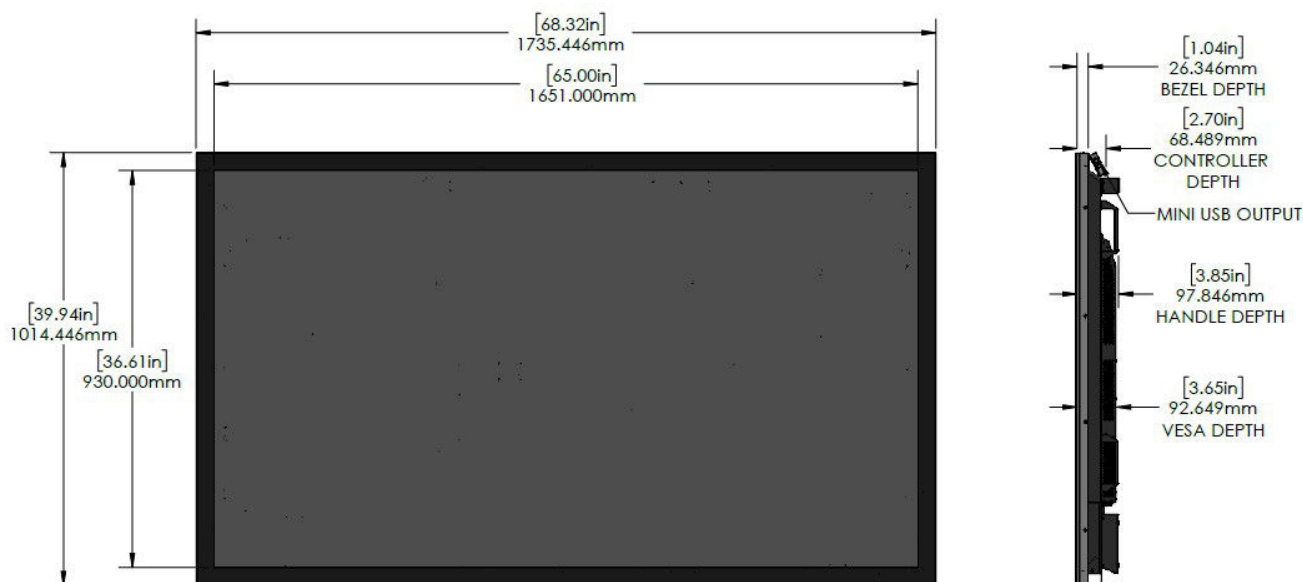 [68.32in]
1735.446mm
[65.00in]
1651.000mm
[39.94in]
1014.446mm
[36.61in]
930.000mm
[1.04in]
26.346mm
BEZEL DEPTH
[2.70in]
68.489mm
CONTROLLER
DEPTH
MINI USB OUTPUT
[3.85in]
97.846mm
HANDLE DEPTH
[3.65in]
92.649mm
VESA DEPTH